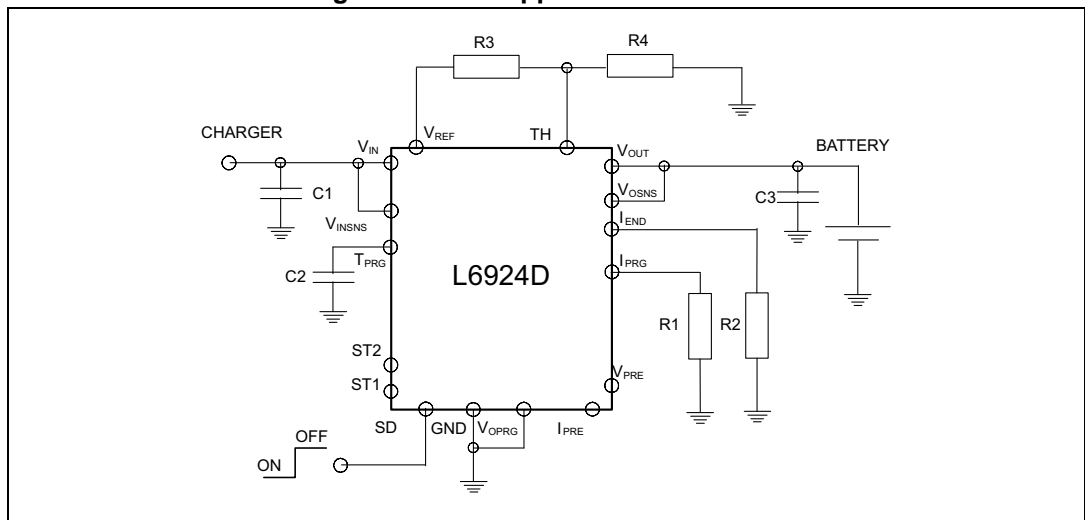 R3
R4
CHARGER
VIN
VREF
TH
VOUT
BATTERY
C1
VOSNS
C3
VINSNS
IEND
TPRG
IPRG
C2
L6924D
R1
R2
ST2
ST1
VPRE
SD
GND
VOPRG
IPRE
OFF
ON